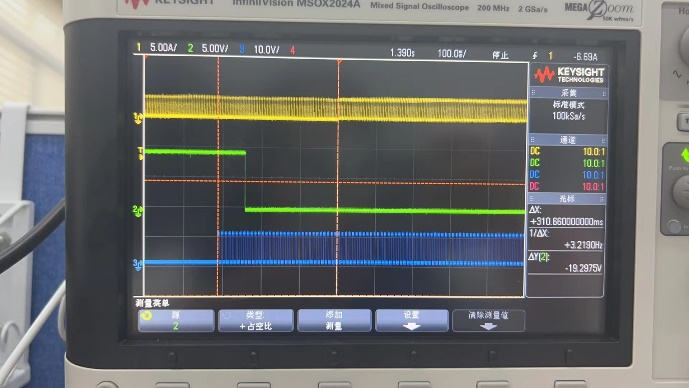 KEYSIGHT InfiniiVision MSOX2024A Mixed Signal Oscilloscope 200 MHz 2 GSa/s MEGA Zoom
50K wfms/s
1 5.00A/ 2 5.00V/ 3 10.0V/ 4 1.390s 100.0ms/ 停止 1 -6.69A
KEYSIGHT
TECHNOLOGIES
采集
标准模式
100kSa/s
通道
DC 10.0:1
DC 10.0:1
DC 10.0:1
DC 10.0:1
光标
ΔX:
+310.660000000ms
1/ΔX:
+3.2190Hz
ΔY(2):
-19.2975V
测量菜单
源
2
类型:
+占空比
添加
测量
设置
清除测量值